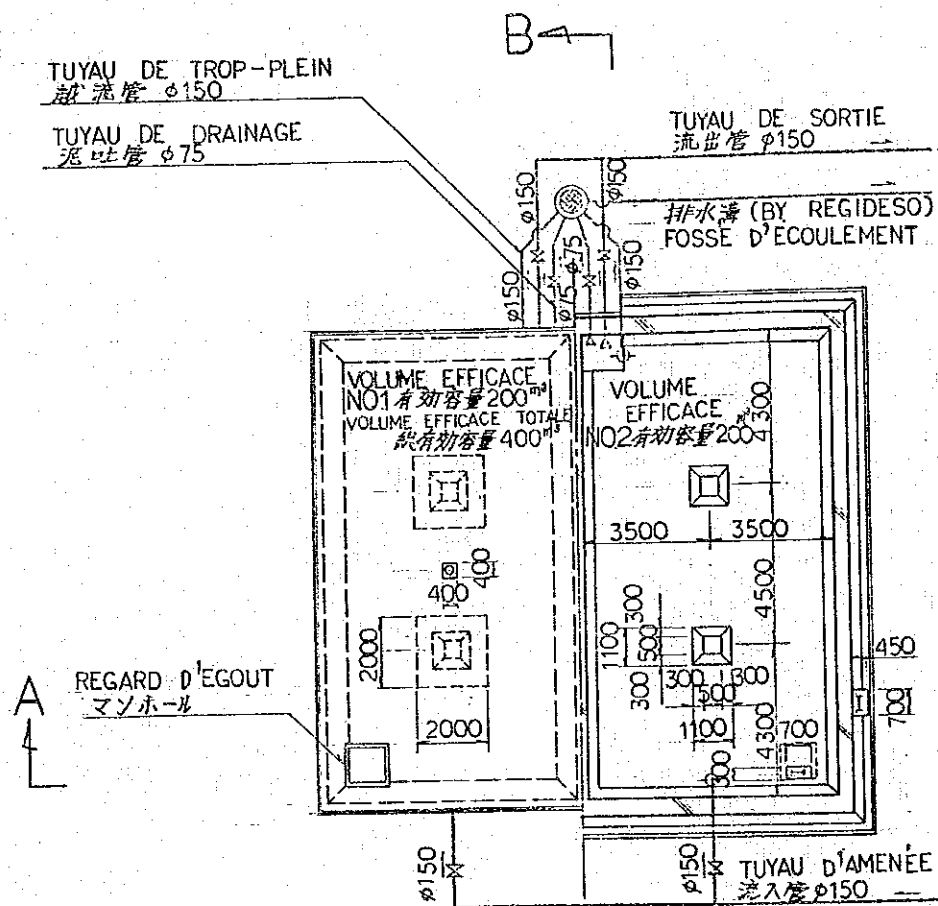 B
TUYAU DE TROP-PLEIN
越流管 φ150
TUYAU DE DRAINAGE
泥吐管 φ75
TUYAU DE SORTIE
流出管 φ150
排水溝 (BY REGIDESO)
FOSSE D'ECOULEMENT
φ150
φ150
φ75
φ150
φ150
φ75
VOLUME EFFICACE
NO1 有効容量 200m³
VOLUME EFFICACE TOTALE
総有効容量 400m³
VOLUME
EFFICACE
NO2 有効容量 200m³
4300
3500
3500
400
400
4500
300
1100
500
300
2000
2000
300
500
300
1100
4300
700
300
450
700
A
REGARD D'EGOUT
マンホール
φ150
φ150
TUYAU D'AMENÉE
流入管 φ150